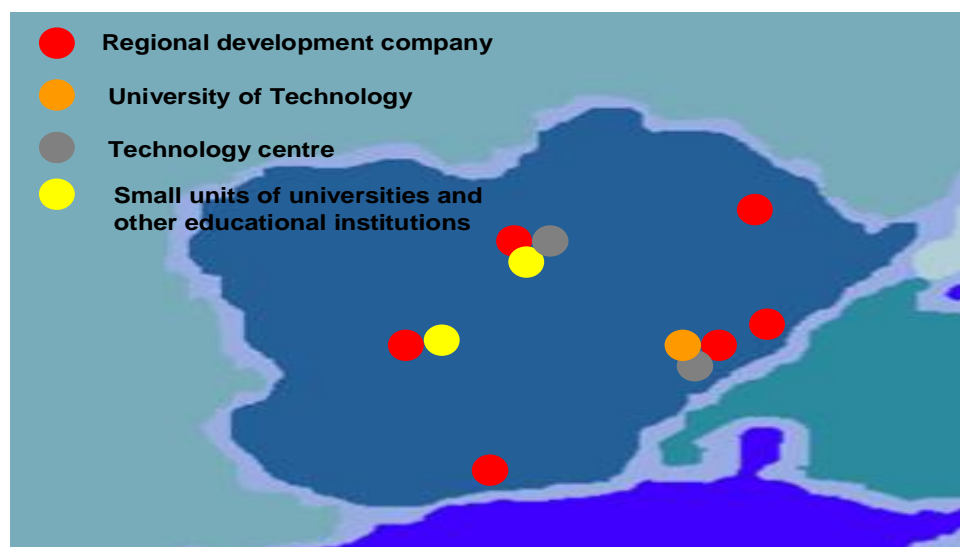 Regional development company
University of Technology
Technology centre
Small units of universities and
other educational institutions